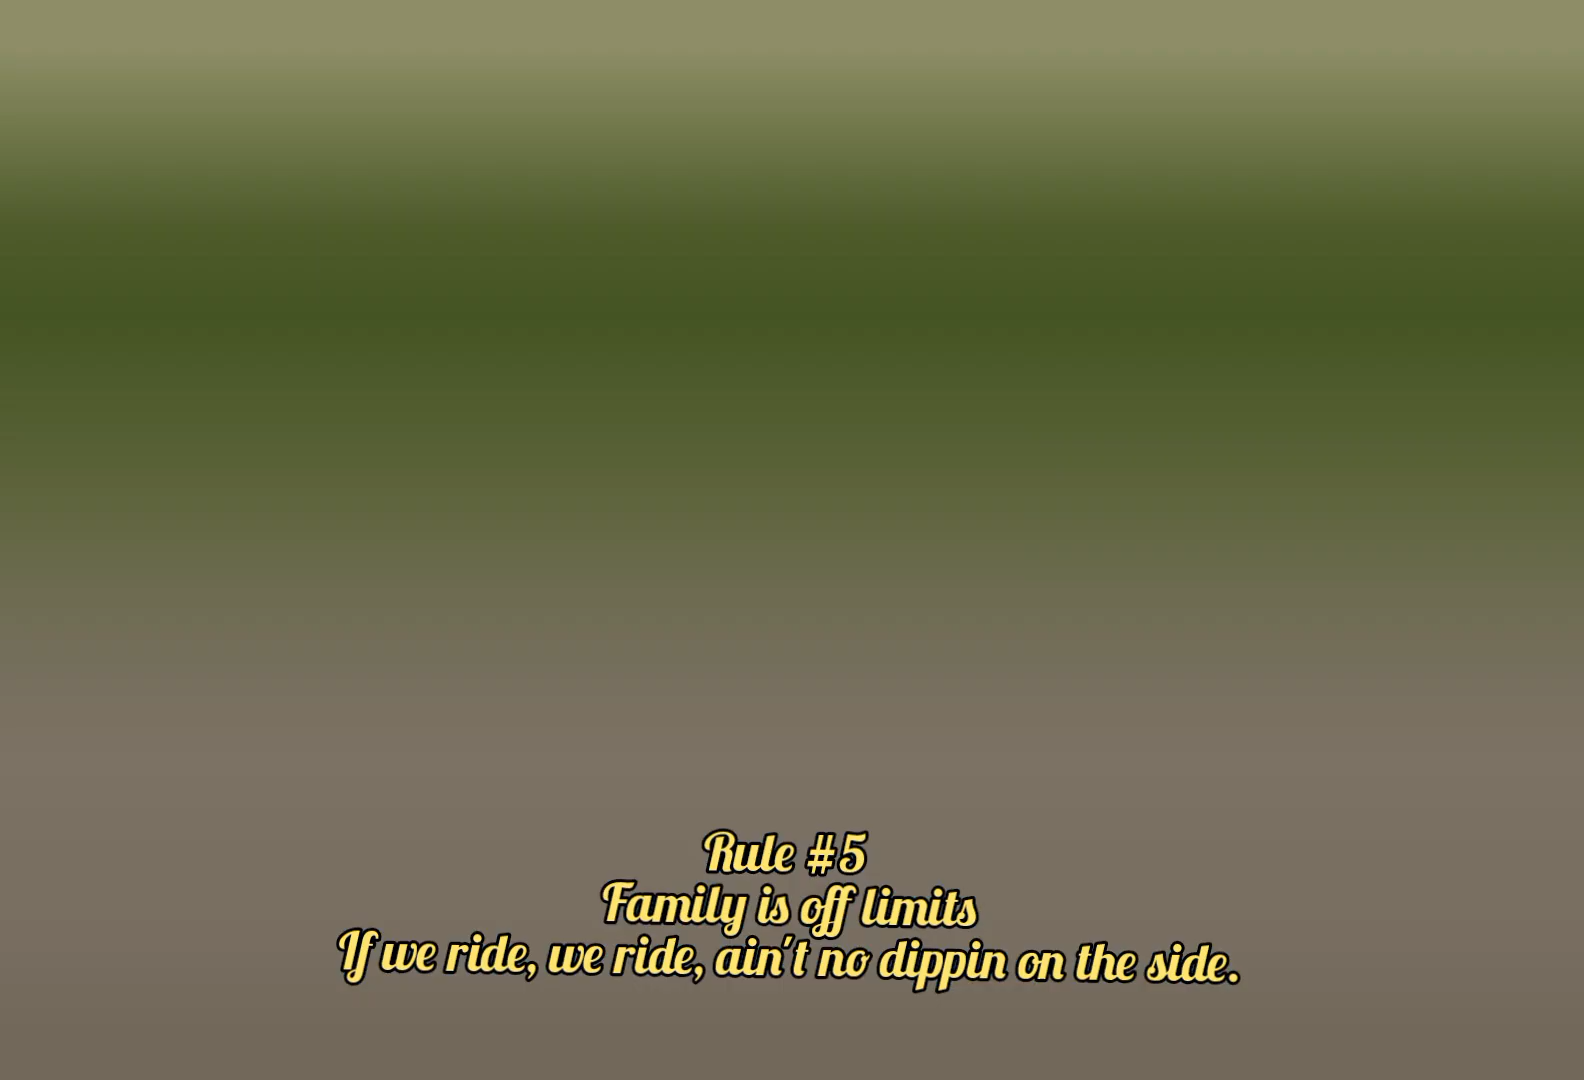 Rule #5
Family is off limits
If we ride, we ride, ain't no dippin on the side.